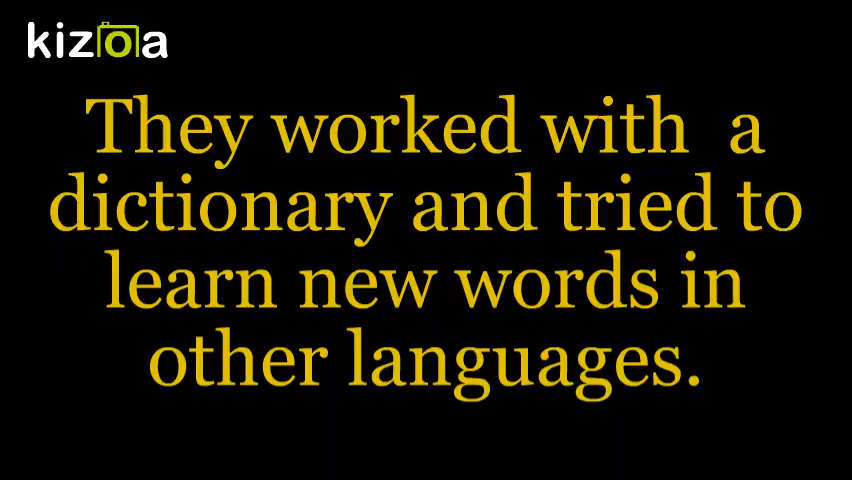 kizoa
They worked with  a
dictionary and tried to
learn new words in
other languages.